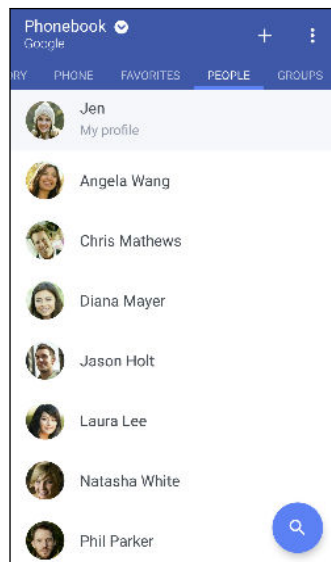 Phonebook
Google
RY PHONE FAVORITES PEOPLE GROUPS
Jen
My profile
Angela Wang
Chris Mathews
Diana Mayer
Jason Holt
Laura Lee
Natasha White
Phil Parker